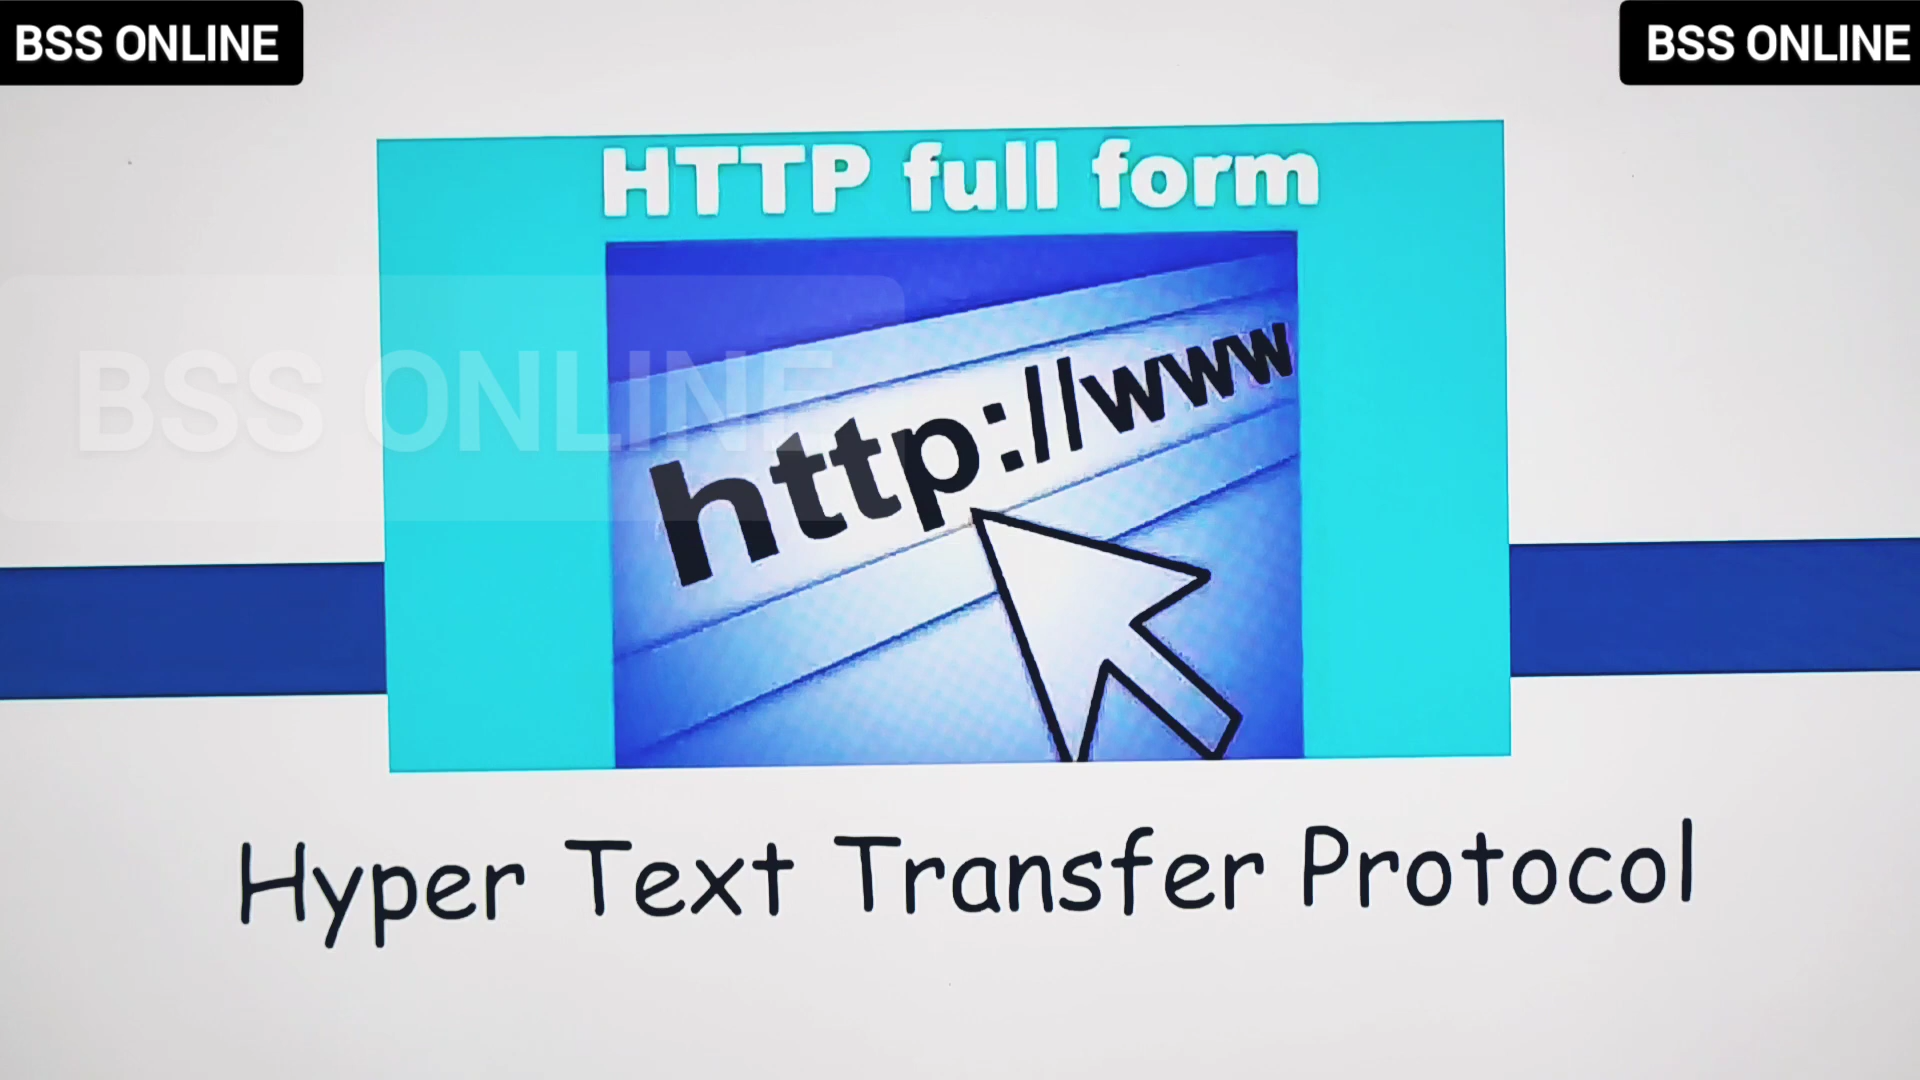 BSS ONLINE
BSS ONLINE
HTTP full form
BSS ONLINE
http://www
Hyper Text Transfer Protocol